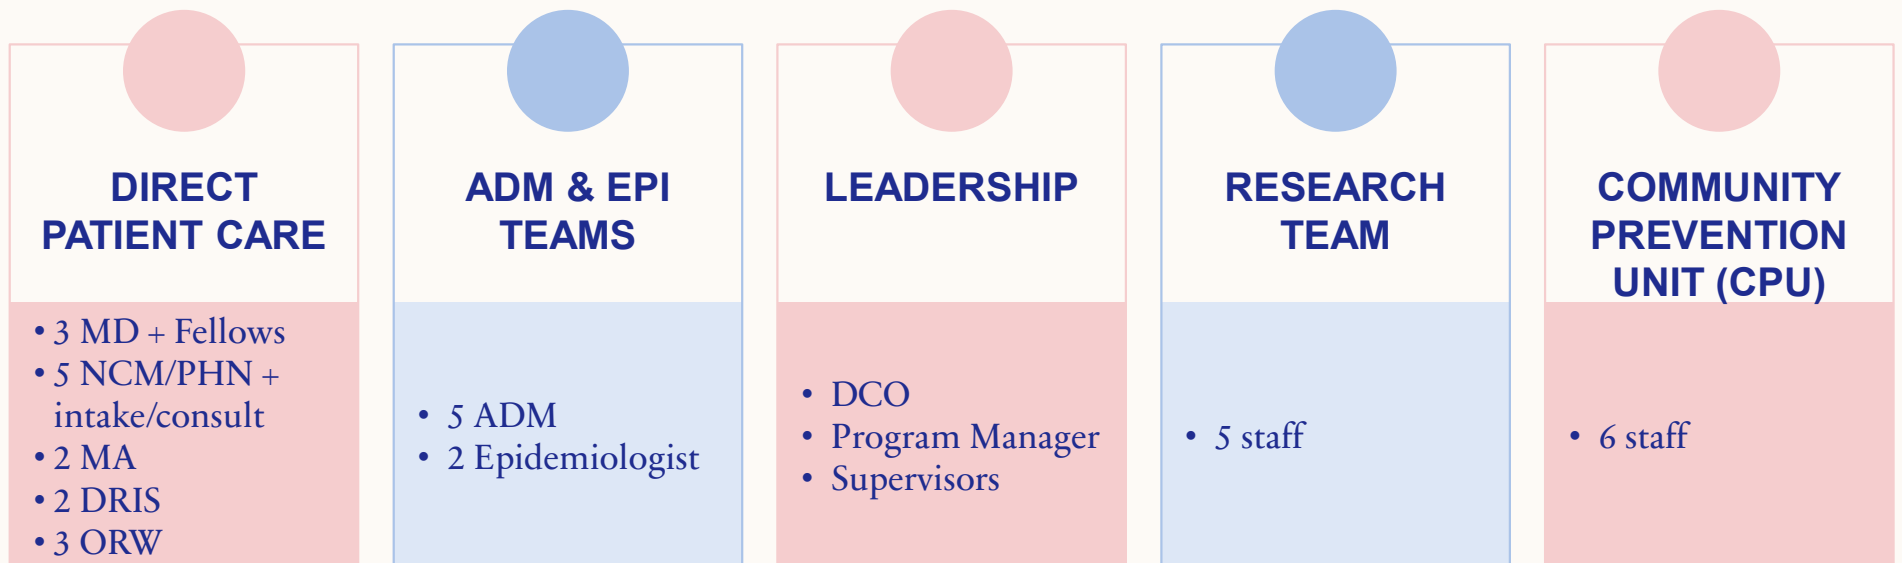 DIRECT
PATIENT CARE
• 3 MD + Fellows
• 5 NCM/PHN +
intake/consult
• 2 MA
• 2 DRIS
• 3 ORW
ADM & EPI
TEAMS
• 5 ADM
• 2 Epidemiologist
LEADERSHIP
• DCO
• Program Manager
• Supervisors
RESEARCH
TEAM
• 5 staff
COMMUNITY
PREVENTION
UNIT (CPU)
• 6 staff